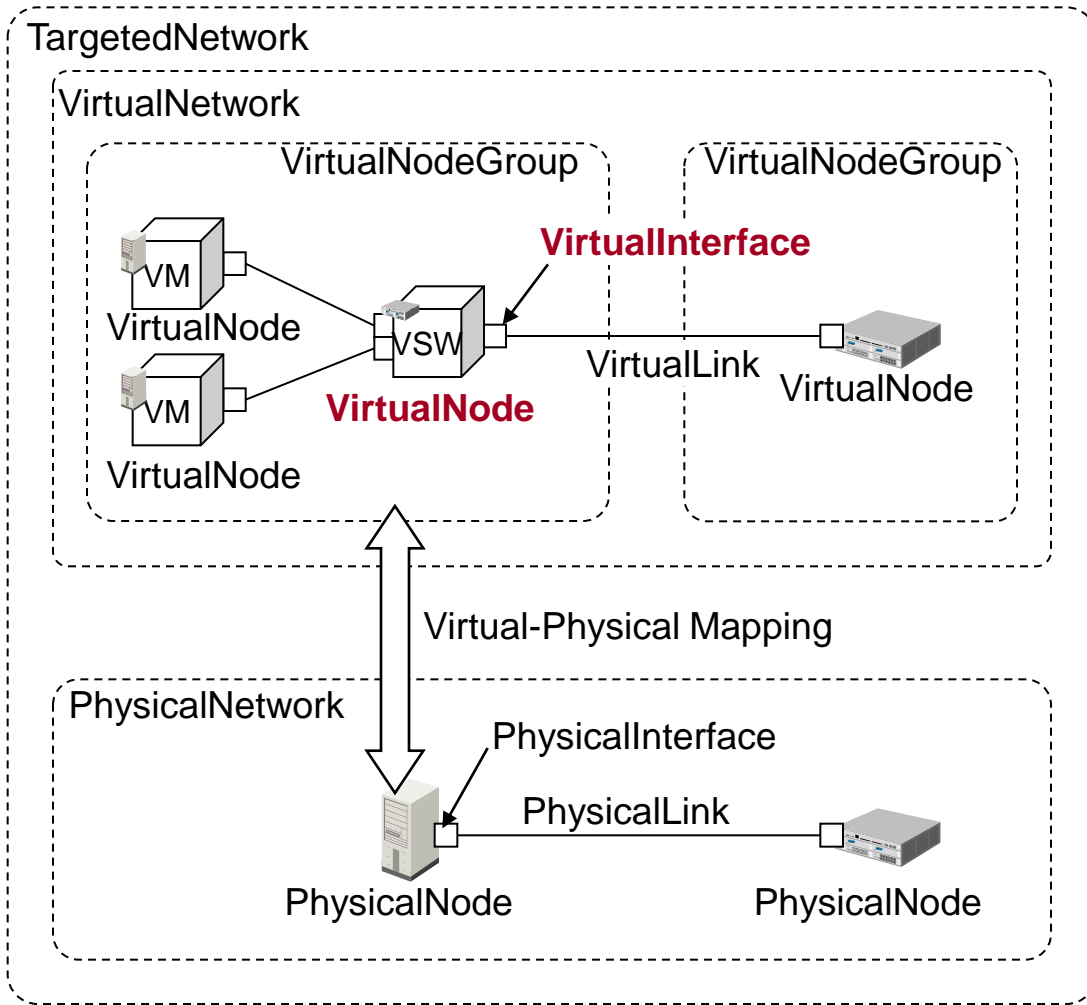 TargetedNetwork
VirtualNetwork
VirtualNodeGroup
VirtualNodeGroup
VirtualInterface
VM
VirtualNode
VSW
VirtualLink
VirtualNode
VM
VirtualNode
VirtualNode
Virtual-Physical Mapping
PhysicalNetwork
PhysicalInterface
PhysicalLink
PhysicalNode
PhysicalNode